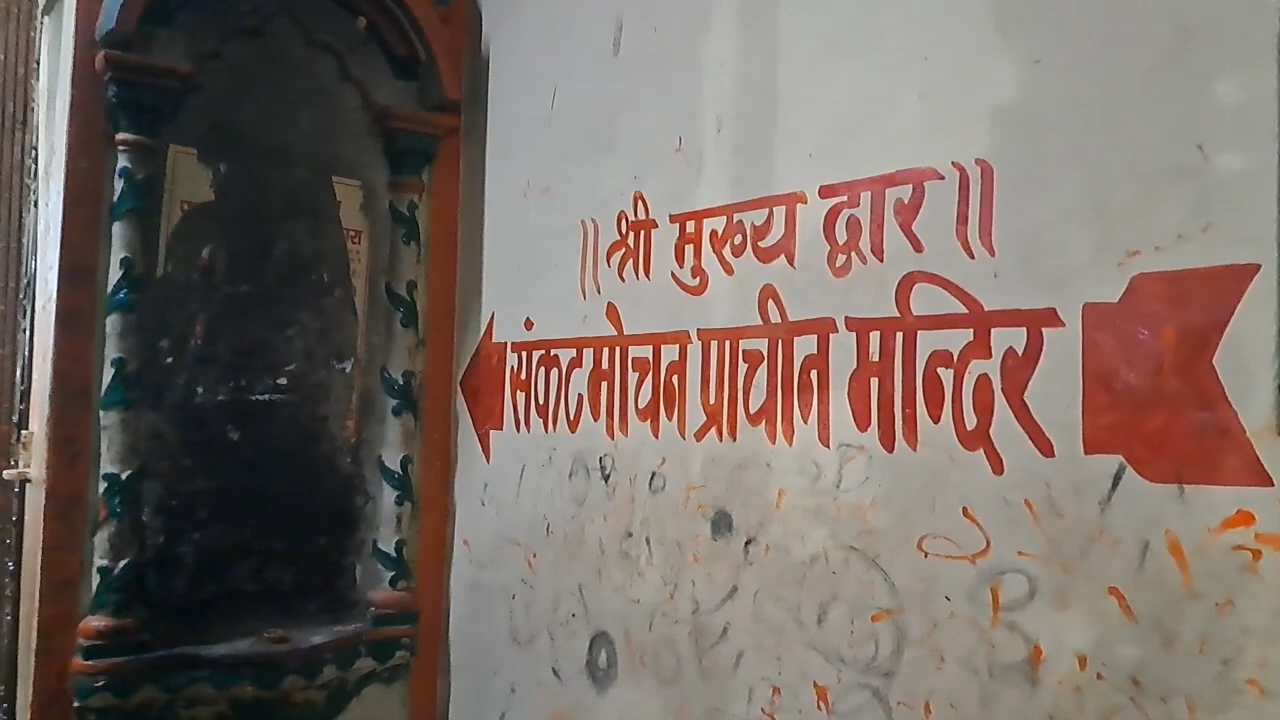 ॥ श्री मुख्य द्वार ॥
संकटमोचन प्राचीन मन्दिर